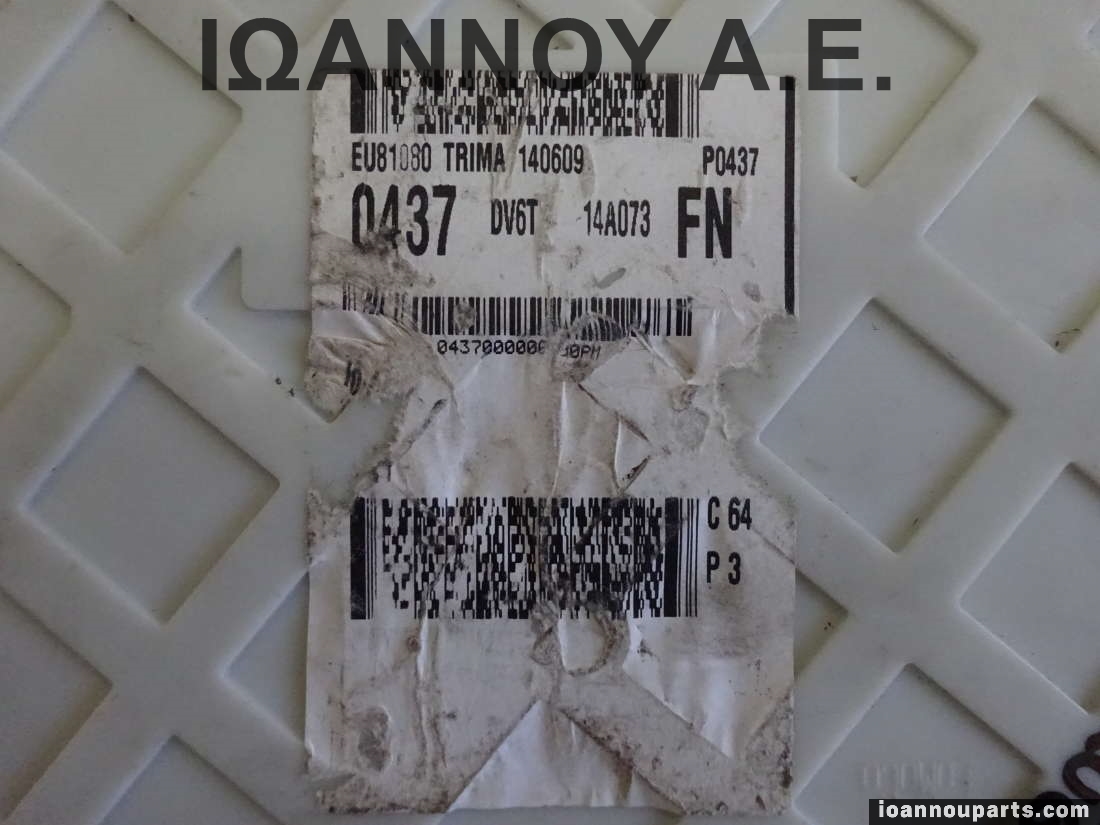 ΙΩΑΝΝΟΥ Α.Ε.
EU81080 TRIMA 140609 P0437
0437 DV6T 14A073 FN
C 64
P 3
ioannouparts.com